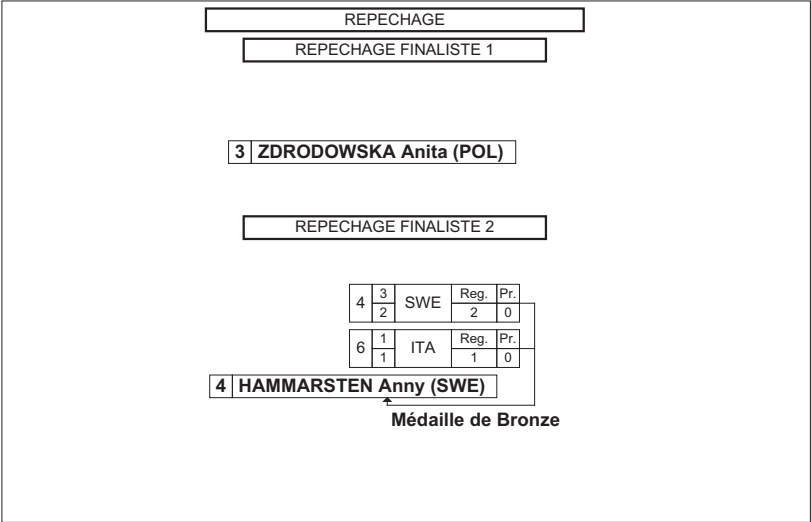 REPECHAGE
REPECHAGE FINALISTE 1
3 ZDRODOWSKA Anita (POL)
REPECHAGE FINALISTE 2
4 3 2 SWE Reg. Pr. 2 0
6 1 1 ITA Reg. Pr. 1 0
4 HAMMARSTEN Anny (SWE)
Médaille de Bronze